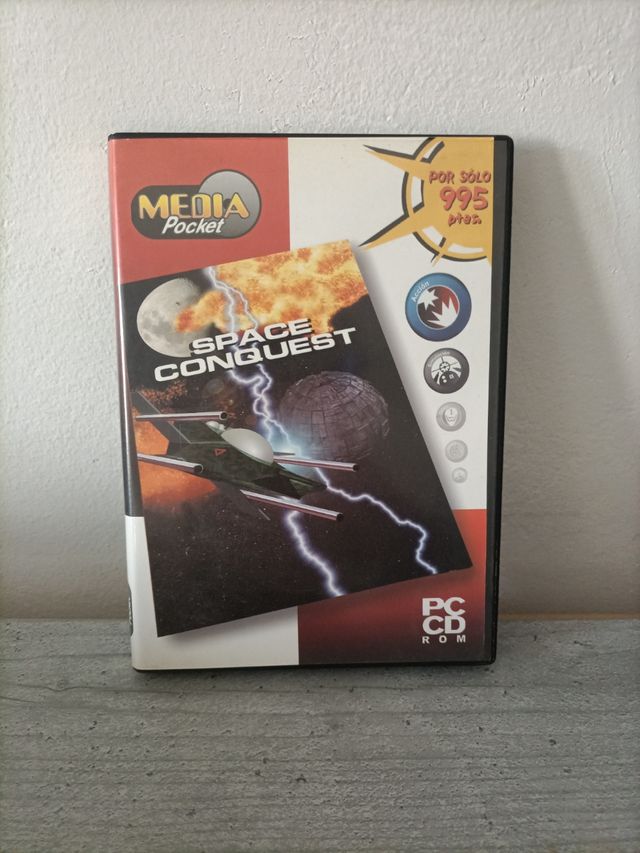 MEDIA
Pocket
POR SÓLO
995
ptas.
Acción
SPACE
CONQUEST
PC
CD
ROM